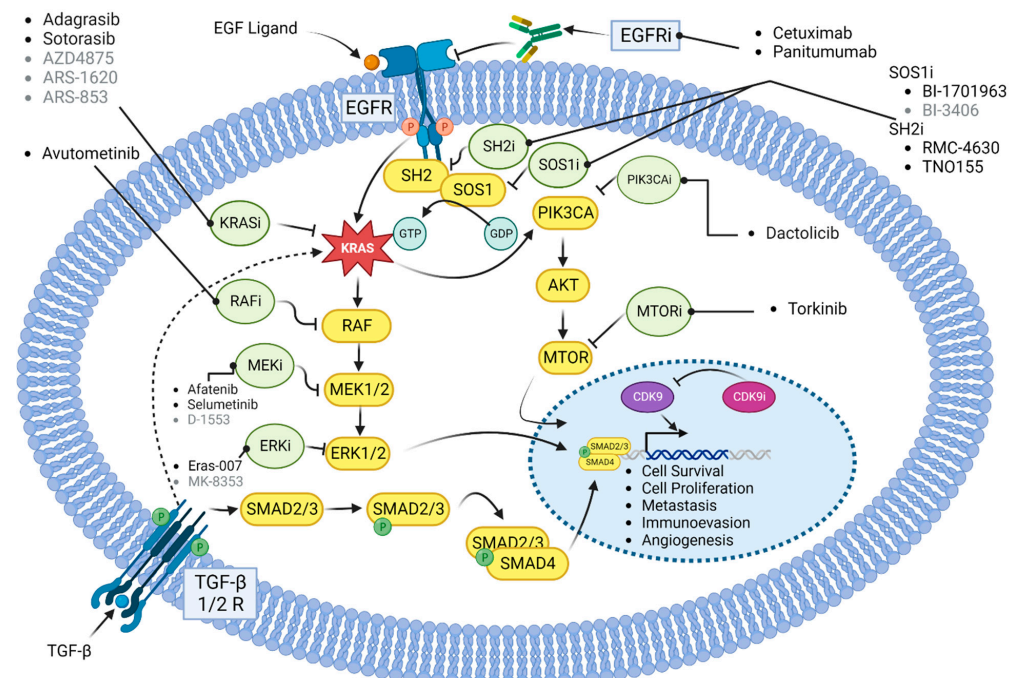 Adagrasib
Sotorasib
AZD4875
ARS-1620
ARS-853
Avutometinib
EGF Ligand
EGFR
P
P
EGFRi
Cetuximab
Panitumumab
SOS1i
BI-1701963
BI-3406
SH2i
RMC-4630
TNO155
SH2i
SOS1i
SH2
SOS1
PIK3CAi
PIK3CA
Dactolicib
KRASi
KRAS
GTP
GDP
RAFi
RAF
AKT
MTORi
Torkinib
MTOR
MEKi
MEK1/2
Afatenib
Selumetinib
D-1553
ERKi
ERK1/2
Eras-007
MK-8353
CDK9
CDK9i
SMAD2/3
P
SMAD4
Cell Survival
Cell Proliferation
Metastasis
Immunoevasion
Angiogenesis
SMAD2/3
SMAD2/3
P
SMAD2/3
P
SMAD4
P
P
TGF-β
1/2 R
TGF-β